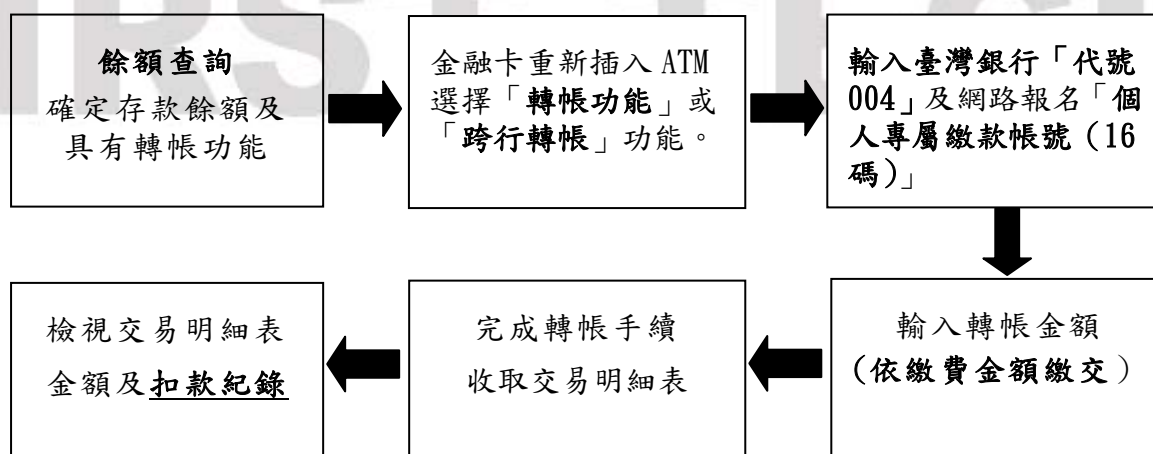 餘額查詢
確定存款餘額及
具有轉帳功能
金融卡重新插入 ATM
選擇「轉帳功能」或
「跨行轉帳」功能。
輸入臺灣銀行「代號
004」及網路報名「個
人專屬繳款帳號（16
碼）」
輸入轉帳金額
(依繳費金額繳交）
完成轉帳手續
收取交易明細表
檢視交易明細表
金額及扣款紀錄